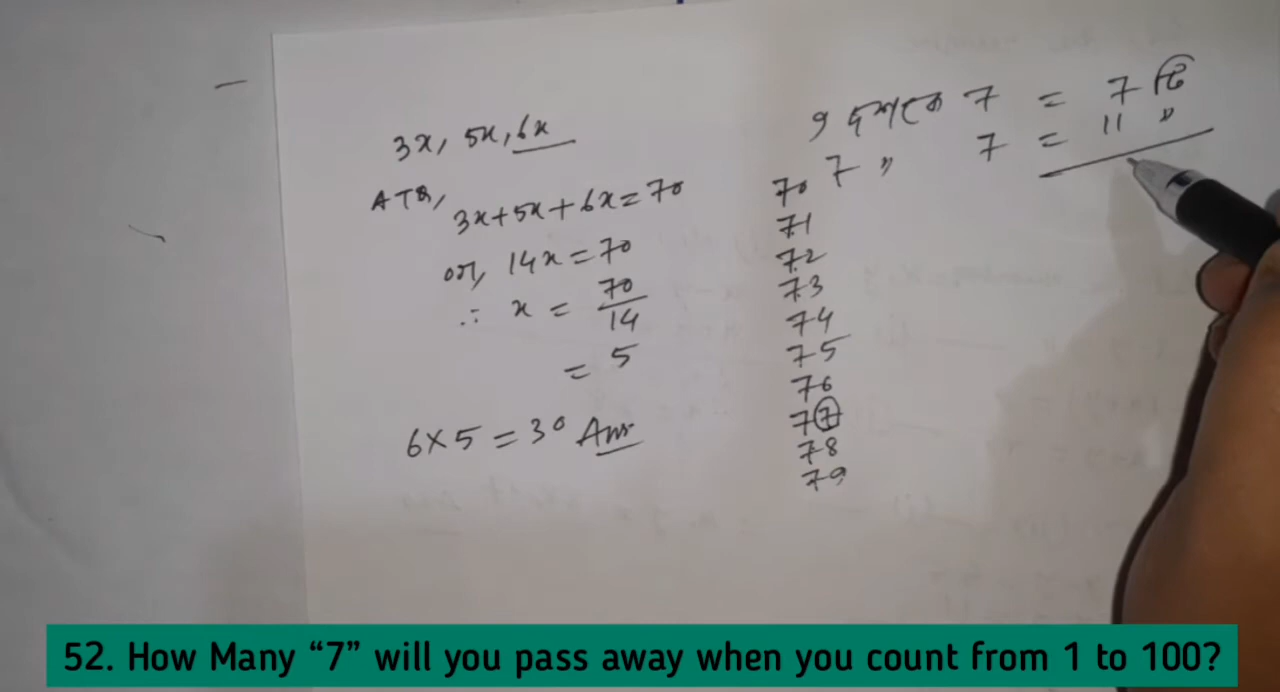 3x, 5x, 6x
ATQ,
3x+5x+6x=70
or, 14x=70
∴ x = 70
14
= 5
6×5=30 Ans
9 দশকে 7 = 7 টি
7 " 7 = 11 "
70
71
72
73
74
75
76
77
78
79
52. How Many “7” will you pass away when you count from 1 to 100?